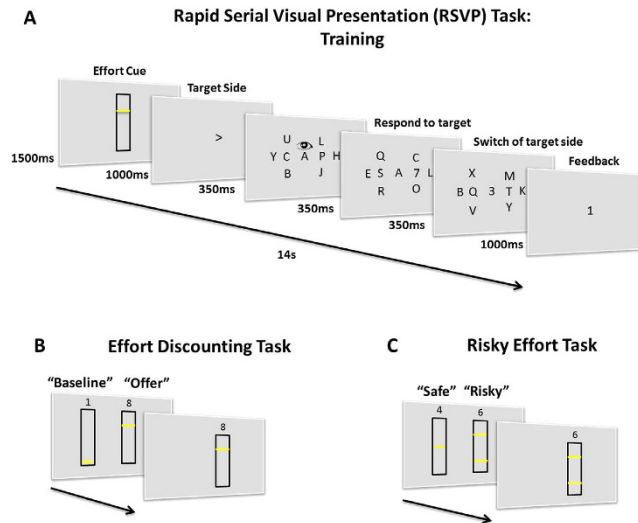 A
Rapid Serial Visual Presentation (RSVP) Task:
Training
Effort Cue
1500ms
Target Side
>
1000ms
U L
Y C A P H
B J
350ms
Respond to target
Q C
E S A 7 L
R O
350ms
Switch of target side
X M
B Q 3 T K
V Y
350ms
Feedback
1
1000ms
14s
B
Effort Discounting Task
"Baseline" "Offer"
1 8
8
C
Risky Effort Task
"Safe" "Risky"
4 6
6